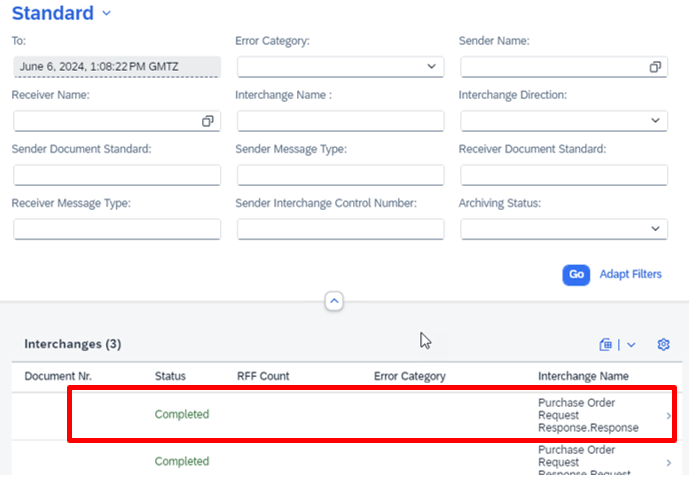 Standard
To: Error Category: Sender Name:
June 6, 2024, 1:08:22 PM GMTZ
Receiver Name: Interchange Name : Interchange Direction:
Sender Document Standard: Sender Message Type: Receiver Document Standard:
Receiver Message Type: Sender Interchange Control Number: Archiving Status:
Go Adapt Filters
Interchanges (3)
Document Nr. Status RFF Count Error Category Interchange Name
Completed Purchase Order
Request
Response.Response
Completed Purchase Order
Request
Response.Request